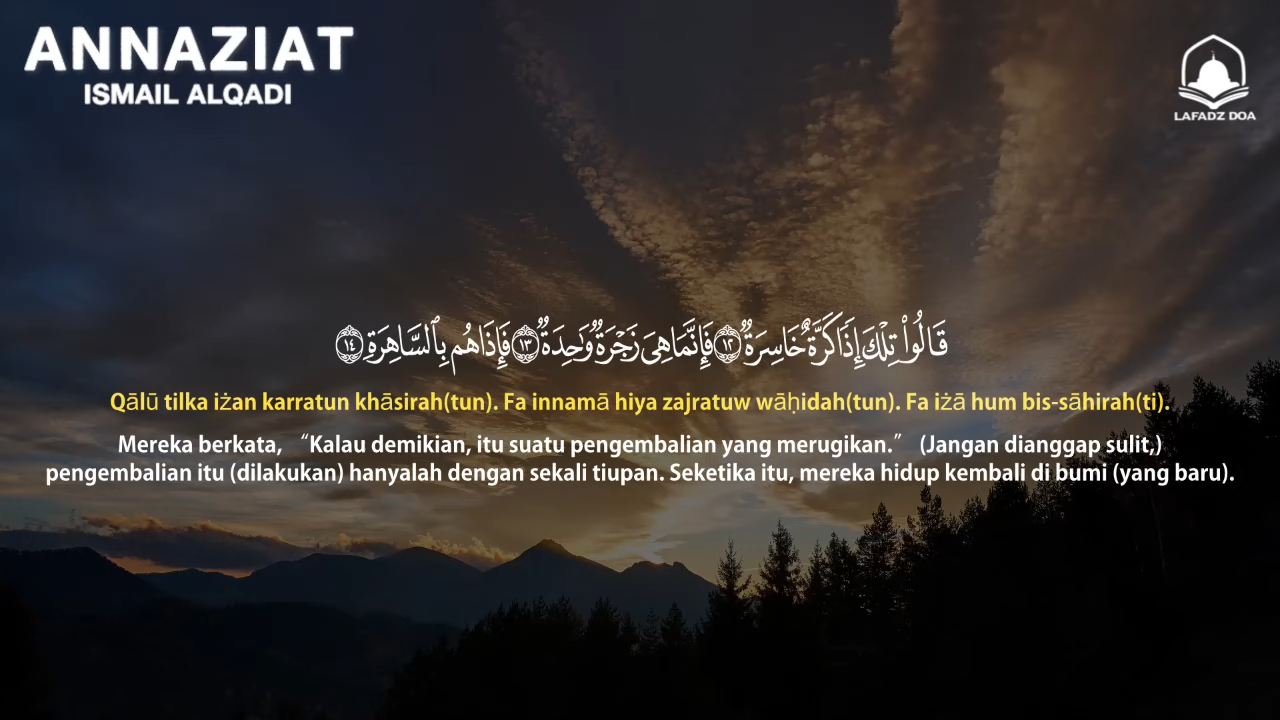 ANNAZIAT
ISMAIL ALQADI
LAFADZ DOA
قَالُوا۟ تِلْكَ إِذًا كَرَّةٌ خَاسِرَةٌ ١٢ فَإِنَّمَا هِىَ زَجْرَةٌ وَٰحِدَةٌ ١٣ فَإِذَا هُم بِٱلسَّاهِرَةِ ١٤
Qālū tilka iżan karratun khāsirah(tun). Fa innamā hiya zajratuw wāḥidah(tun). Fa iżā hum bis-sāhirah(ti).
Mereka berkata, “Kalau demikian, itu suatu pengembalian yang merugikan.” (Jangan dianggap sulit,)
pengembalian itu (dilakukan) hanyalah dengan sekali tiupan. Seketika itu, mereka hidup kembali di bumi (yang baru).